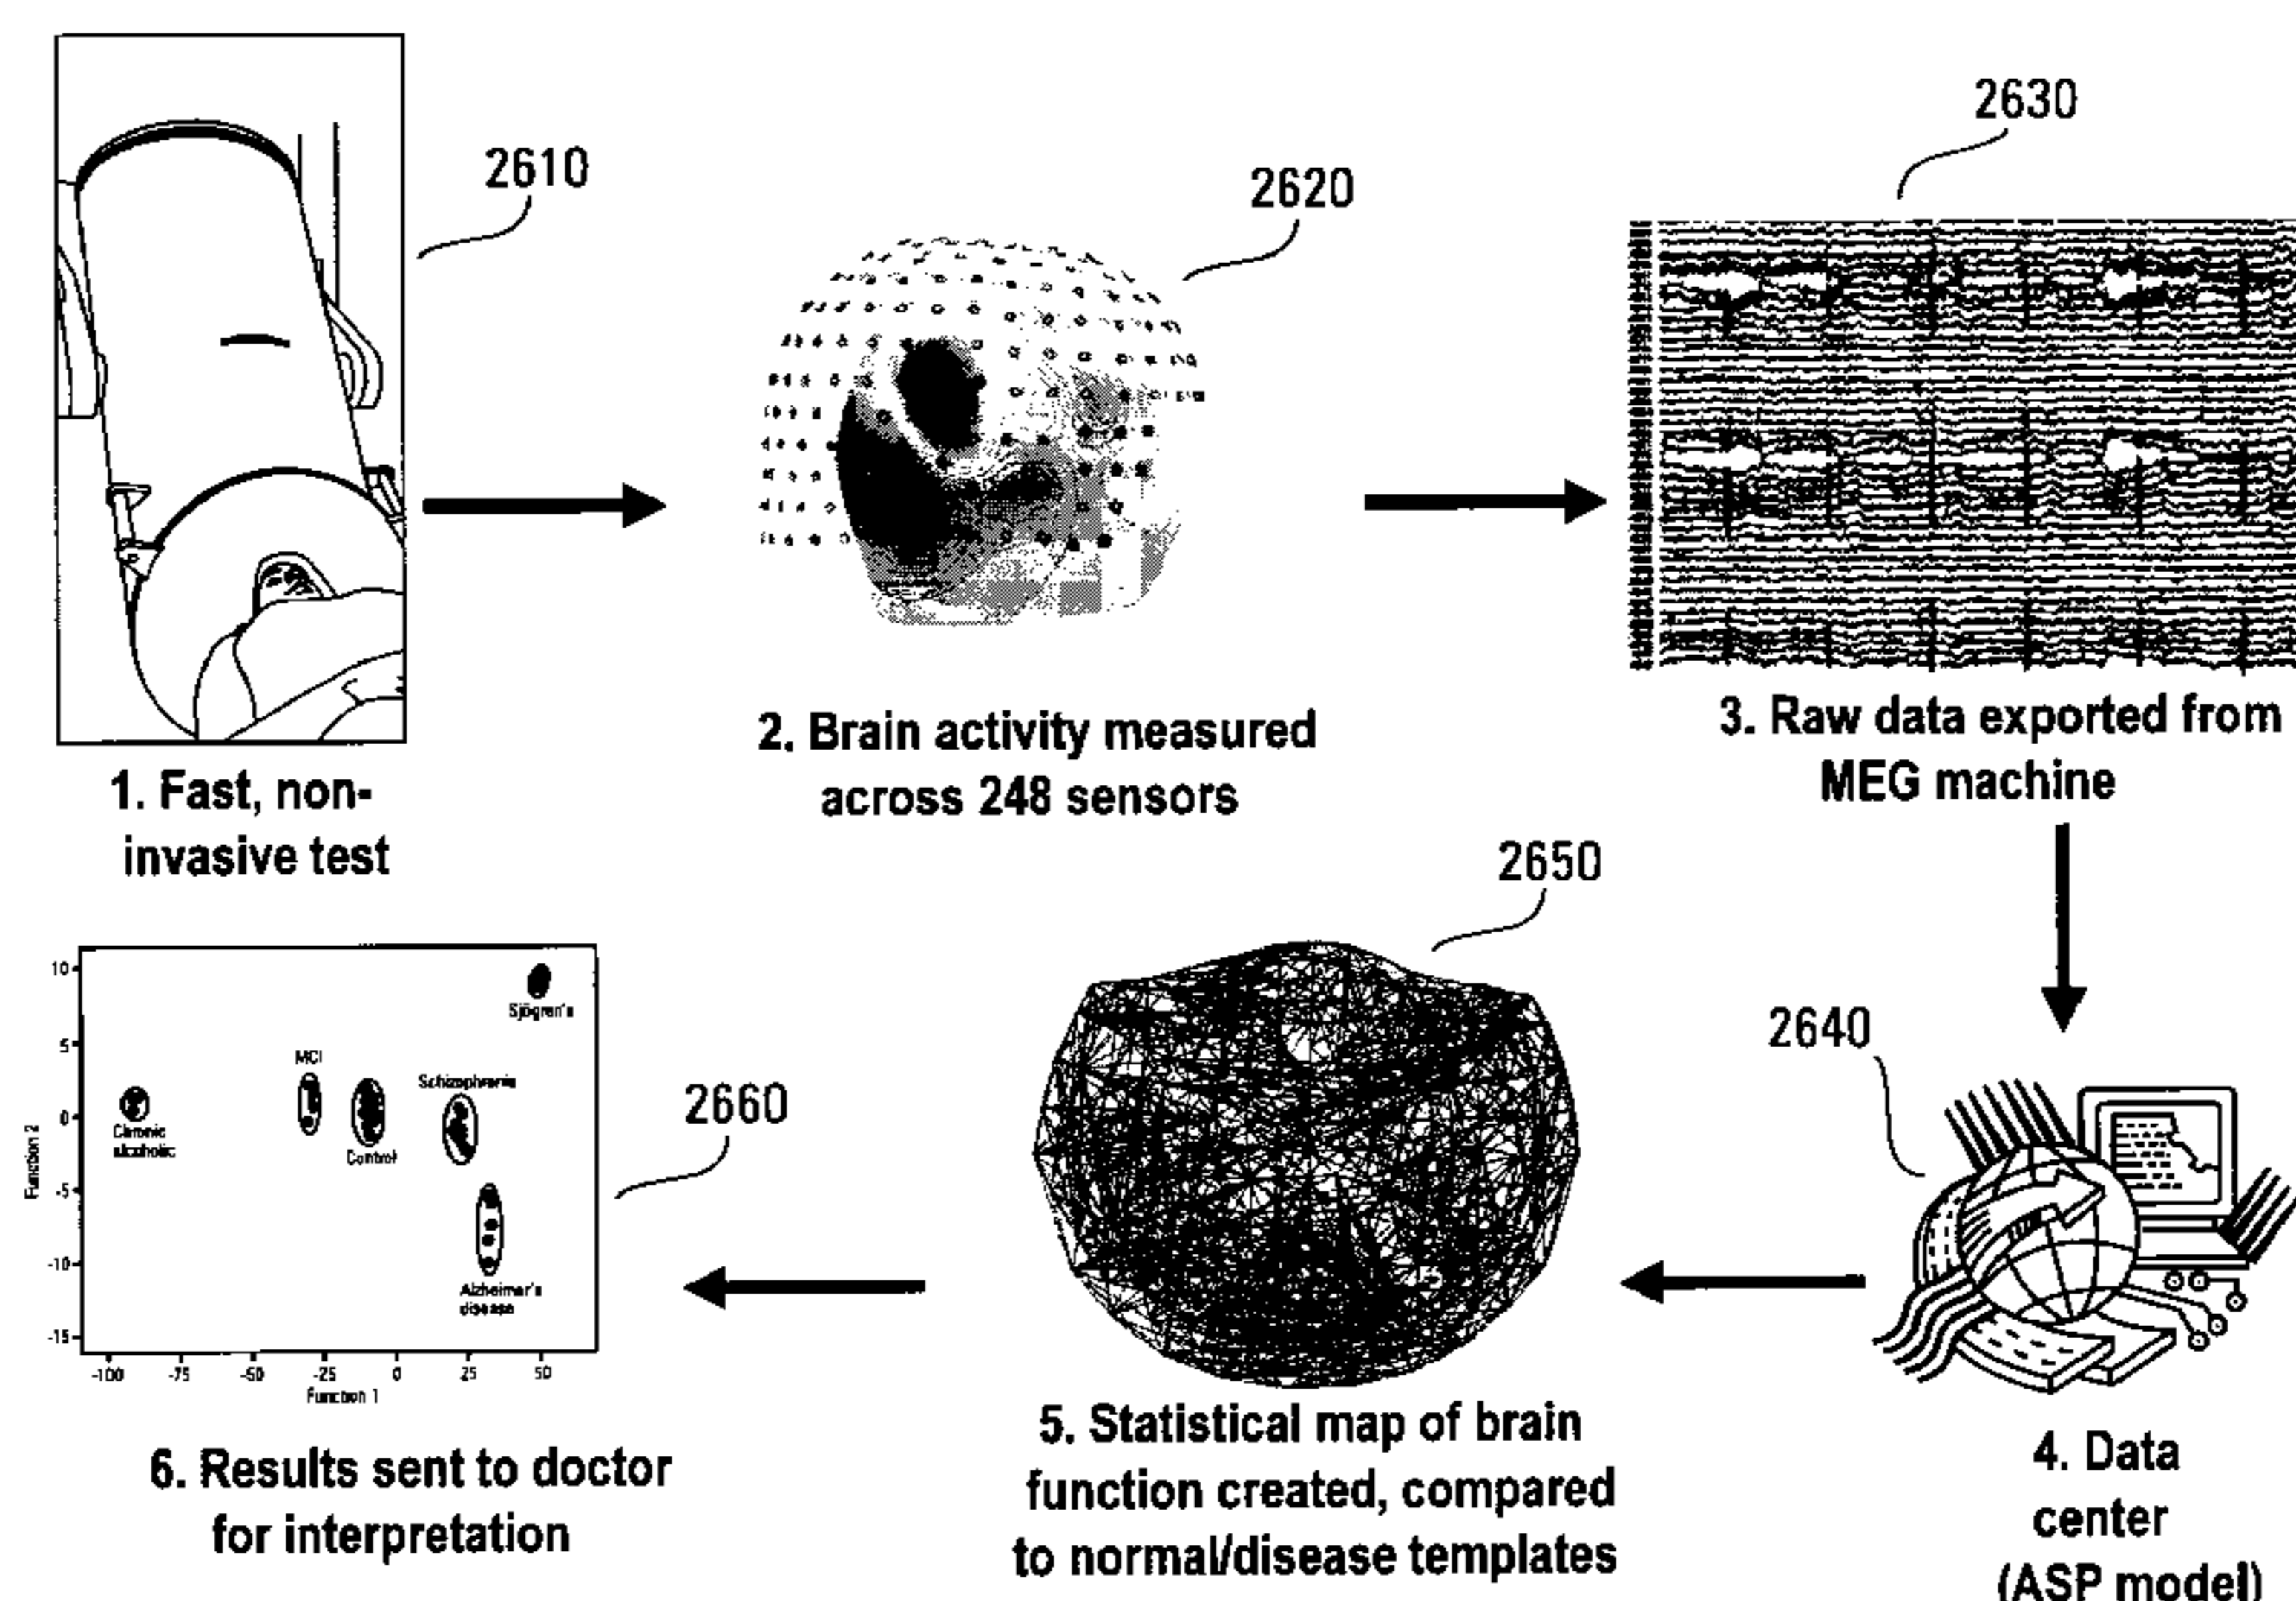 2610
1. Fast, non-
invasive test
2620
2. Brain activity measured
across 248 sensors
2630
3. Raw data exported from
MEG machine
2640
4. Data
center
(ASP model)
2650
5. Statistical map of brain
function created, compared
to normal/disease templates
2660
10
5
0
-5
-10
-15
Function 2
Sjögren's
MCI
Schizophrenia
Chronic
alcoholic
Control
Alzheimer's
disease
-100 -75 -50 -25 0 25 50
Function 1
6. Results sent to doctor
for interpretation